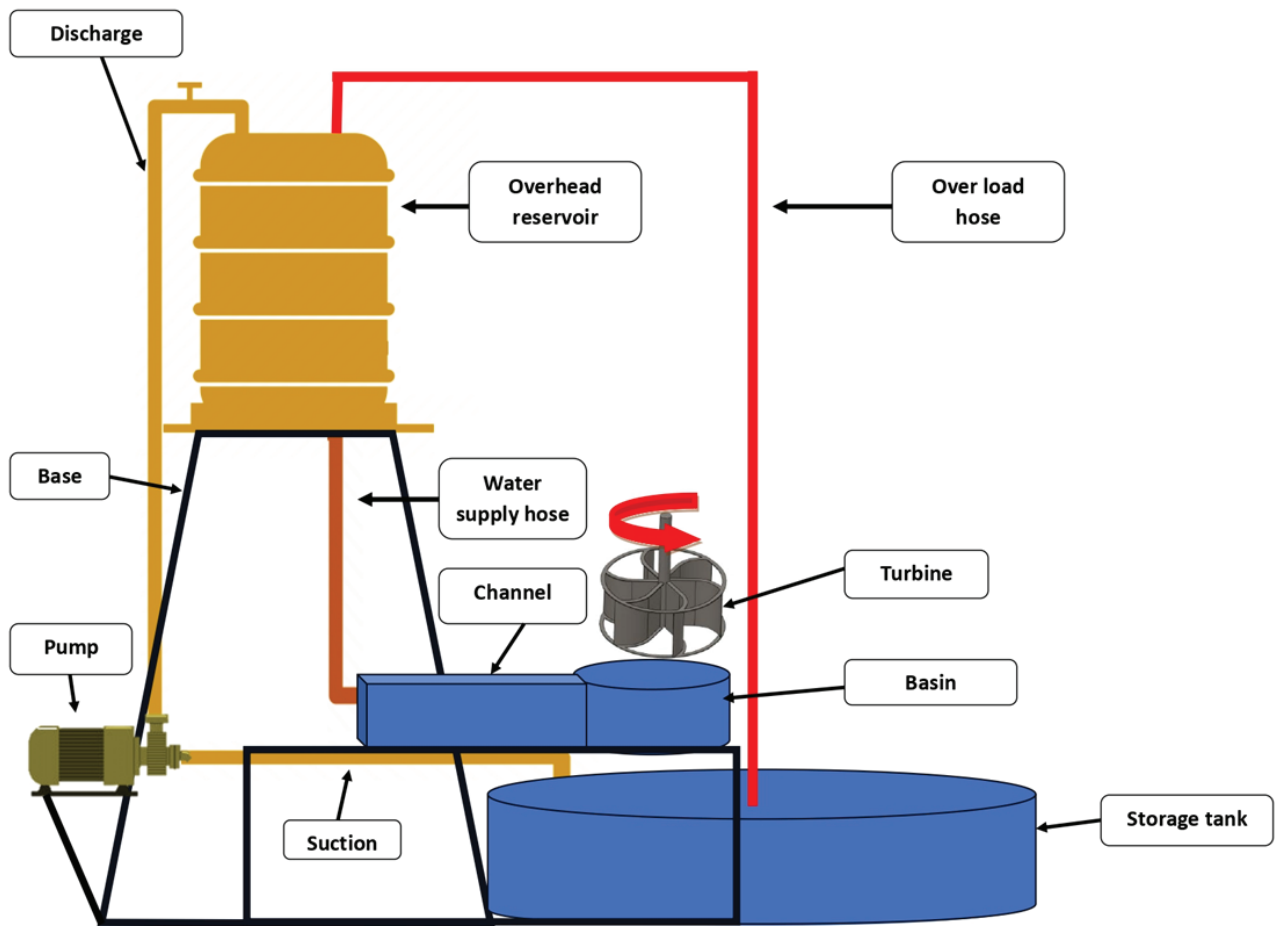 Discharge
Overhead
reservoir
Over load
hose
Base
Water
supply hose
Turbine
Channel
Pump
Basin
Storage tank
Suction